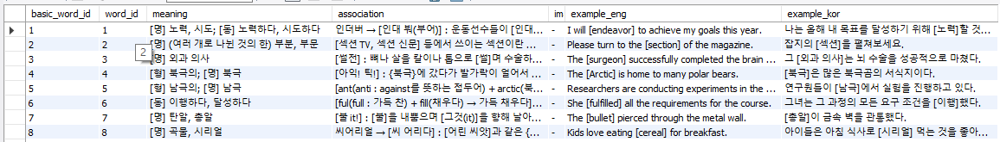 basic_word_id word_id meaning association im example_eng example_kor
1 1 [명] 노력, 시도; [동] 노력하다, 시도하다 인더버 → [인대 붜(부어)] : 운동선수들이 [인대... - I will [endeavor] to achieve my goals this year. 나는 올해 내 목표를 달성하기 위해 [노력]할 것...
2 2 [명] (여러 개로 나뉜 것의 한) 부분, 부문 [섹션 TV, 섹션 신문] 등에서 쓰이는 섹션이란 ... - Please turn to the [section] of the magazine. 잡지의 [섹션]을 펼쳐보세요.
2
3 3 [명] 외과 의사 [썰전] : 뼈나 살을 칼이나 톱으로 [썰]며 수술하... - The [surgeon] successfully completed the brain ... 그 [외과 의사]는 뇌 수술을 성공적으로 마쳤다.
4 4 [형] 북극의; [명] 북극 [아익! 틱!] : [북극]에 갔다가 발가락이 얼어서 ... - The [Arctic] is home to many polar bears. [북극]은 많은 북극곰의 서식지이다.
5 5 [형] 남극의; [명] 남극 [ant(anti : against를 뜻하는 접두어) + arctic(북... - Researchers are conducting experiments in the ... 연구원들이 [남극]에서 실험을 진행하고 있다.
6 6 [동] 이행하다, 달성하다 [ful(full : 가득 찬) + fill(채우다) → 가득 채우다]... - She [fulfilled] all the requirements for the course. 그녀는 그 과정의 모든 요구 조건을 [이행]했다.
7 7 [명] 탄알, 총알 [불 it!] : [불]을 내뿜으며 [그것(it)]을 향해 날아... - The [bullet] pierced through the metal wall. [총알]이 금속 벽을 관통했다.
8 8 [명] 곡물, 시리얼 씨어리얼 → [씨 어리다] : [어린 씨앗]과 같은 {... - Kids love eating [cereal] for breakfast. 아이들은 아침 식사로 [시리얼] 먹는 것을 좋아...